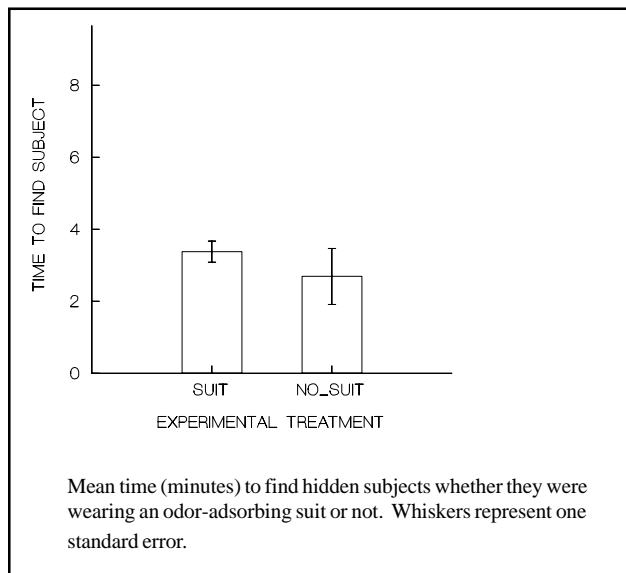 8
6
4
2
0
TIME TO FIND SUBJECT
SUIT NO_SUIT
EXPERIMENTAL TREATMENT
Mean time (minutes) to find hidden subjects whether they were
wearing an odor-adsorbing suit or not. Whiskers represent one
standard error.